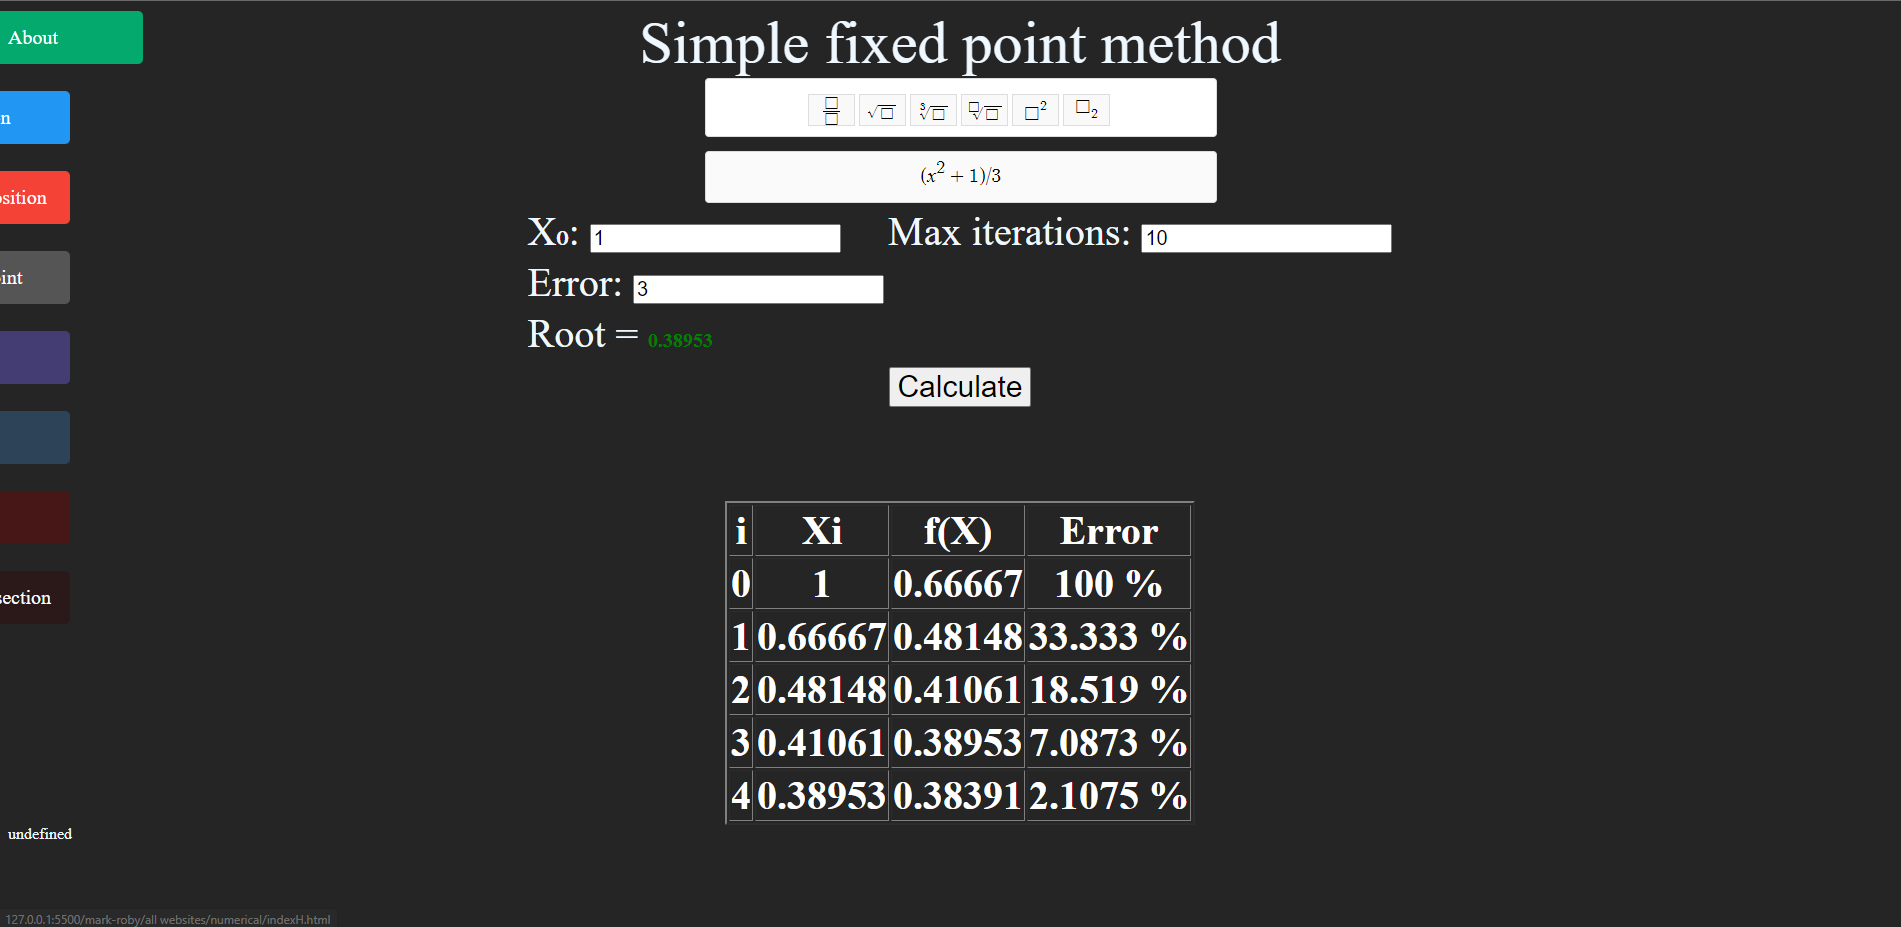 About
Simple fixed point method
n
(x² + 1)/3
sition
X₀: 1 Max iterations: 10
int
Error: 3
Root = 0.38953
Calculate
i Xi f(X) Error
0 1 0.66667 100 %
section
1 0.66667 0.48148 33.333 %
2 0.48148 0.41061 18.519 %
3 0.41061 0.38953 7.0873 %
4 0.38953 0.38391 2.1075 %
undefined
127.0.0.1:5500/mark-roby/all websites/numerical/indexH.html